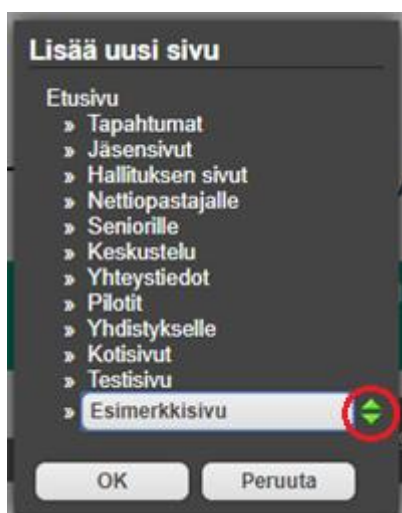 Lisää uusi sivu
Etusivu
» Tapahtumat
» Jäsensivut
» Hallituksen sivut
» Nettiopastajalle
» Seniorille
» Keskustelu
» Yhteystiedot
» Pilotit
» Yhdistykselle
» Kotisivut
» Testisivu
» Esimerkkisivu
OK Peruuta